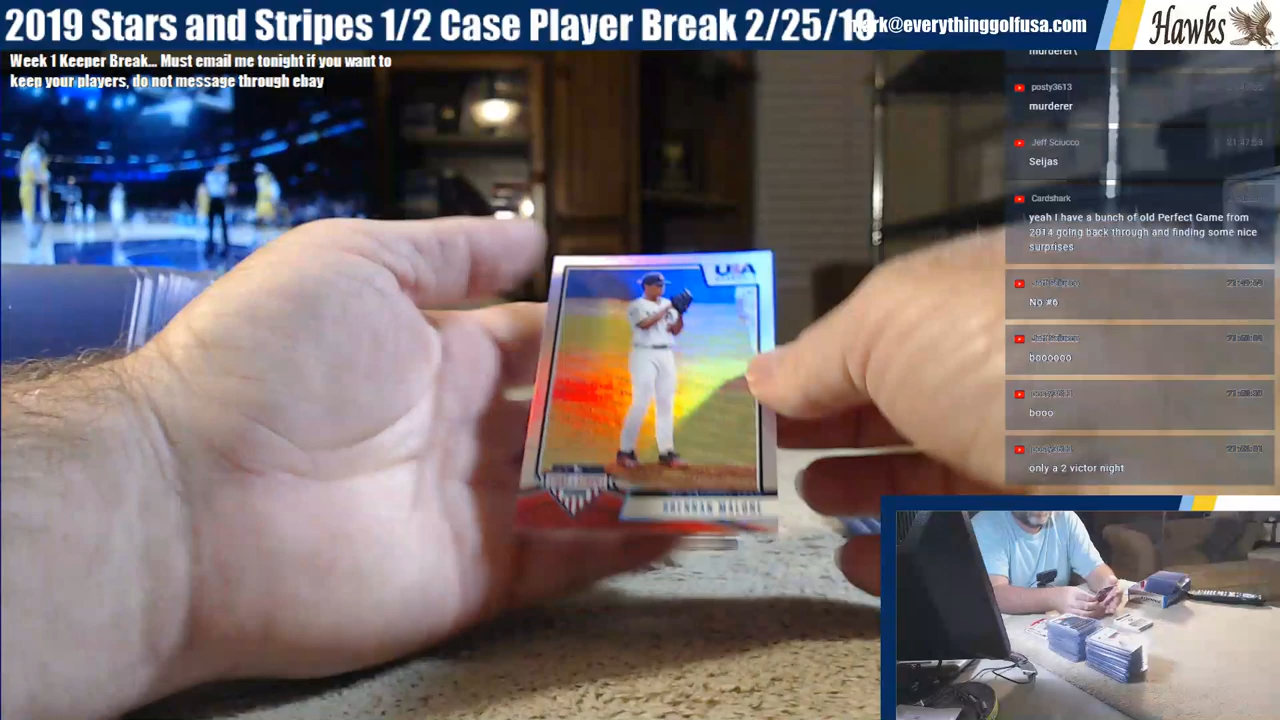 2019 Stars and Stripes 1/2 Case Player Break 2/25/19
mark@everythinggolfusa.com
Hawks
Week 1 Keeper Break... Must email me tonight if you want to
keep your players, do not message through ebay
posty3613
murderer
Jeff Sciucco
Seijas
Cardshark
yeah I have a bunch of old Perfect Game from
2014 going back through and finding some nice
surprises
No #6
booooooo
booo
only a 2 victor night
USA
BRENNAN MALONE